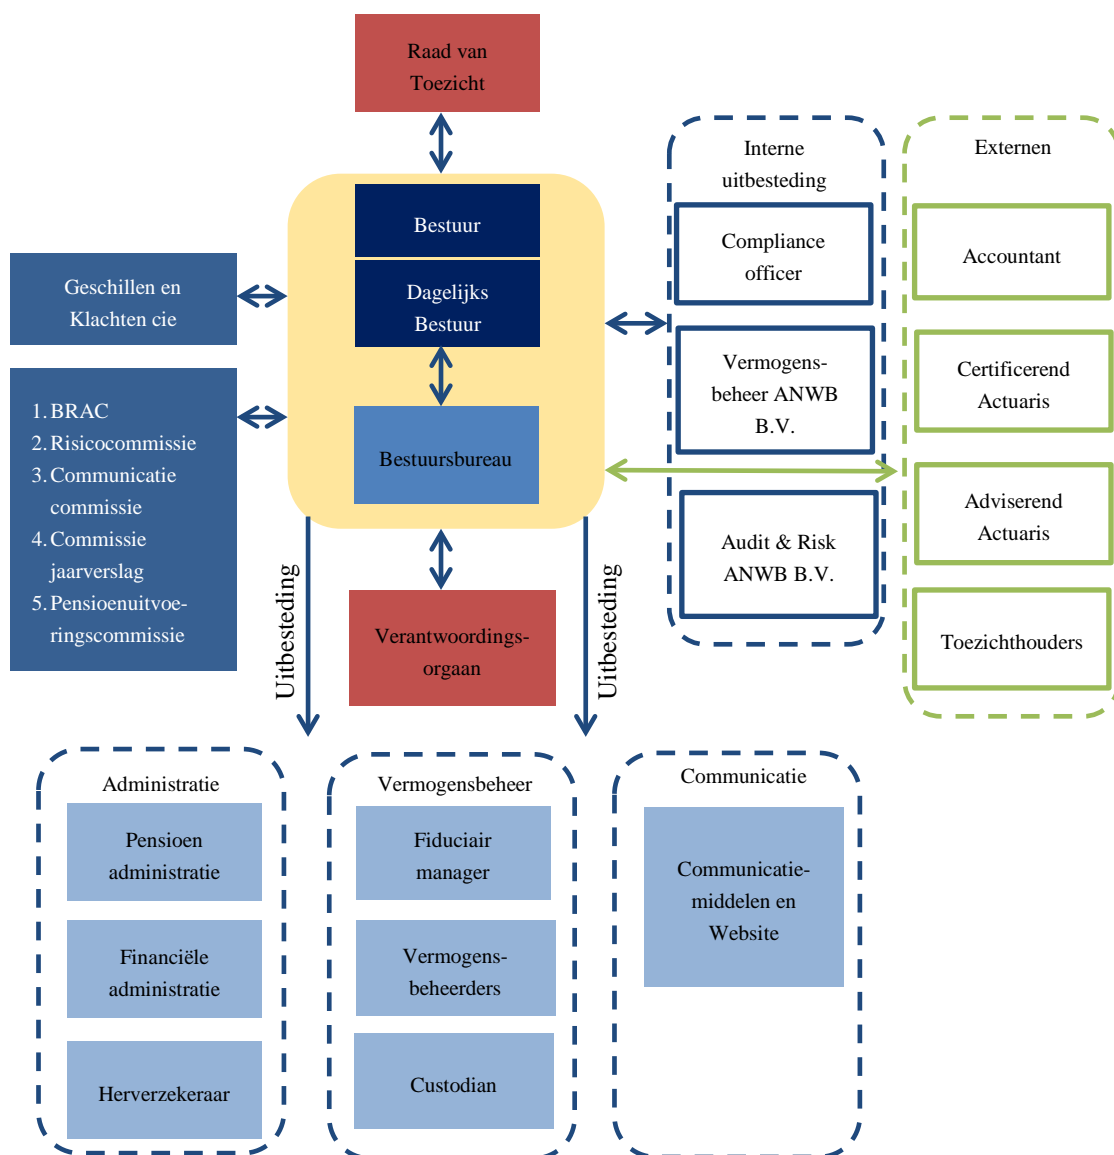 Raad van
Toezicht
Bestuur
Dagelijks
Bestuur
Bestuursbureau
Geschillen en
Klachten cie
1. BRAC
2. Risicocommissie
3. Communicatie
commissie
4. Commissie
jaarverslag
5. Pensioenuitvoe-
ringscommissie
Interne
uitbesteding
Compliance
officer
Vermogens-
beheer ANWB
B.V.
Audit & Risk
ANWB B.V.
Externen
Accountant
Certificerend
Actuaris
Adviserend
Actuaris
Toezichthouders
Uitbesteding
Verantwoordings-
orgaan
Uitbesteding
Administratie
Pensioen
administratie
Financiële
administratie
Herverzekeraar
Vermogensbeheer
Fiduciair
manager
Vermogens-
beheerders
Custodian
Communicatie
Communicatie-
middelen en
Website